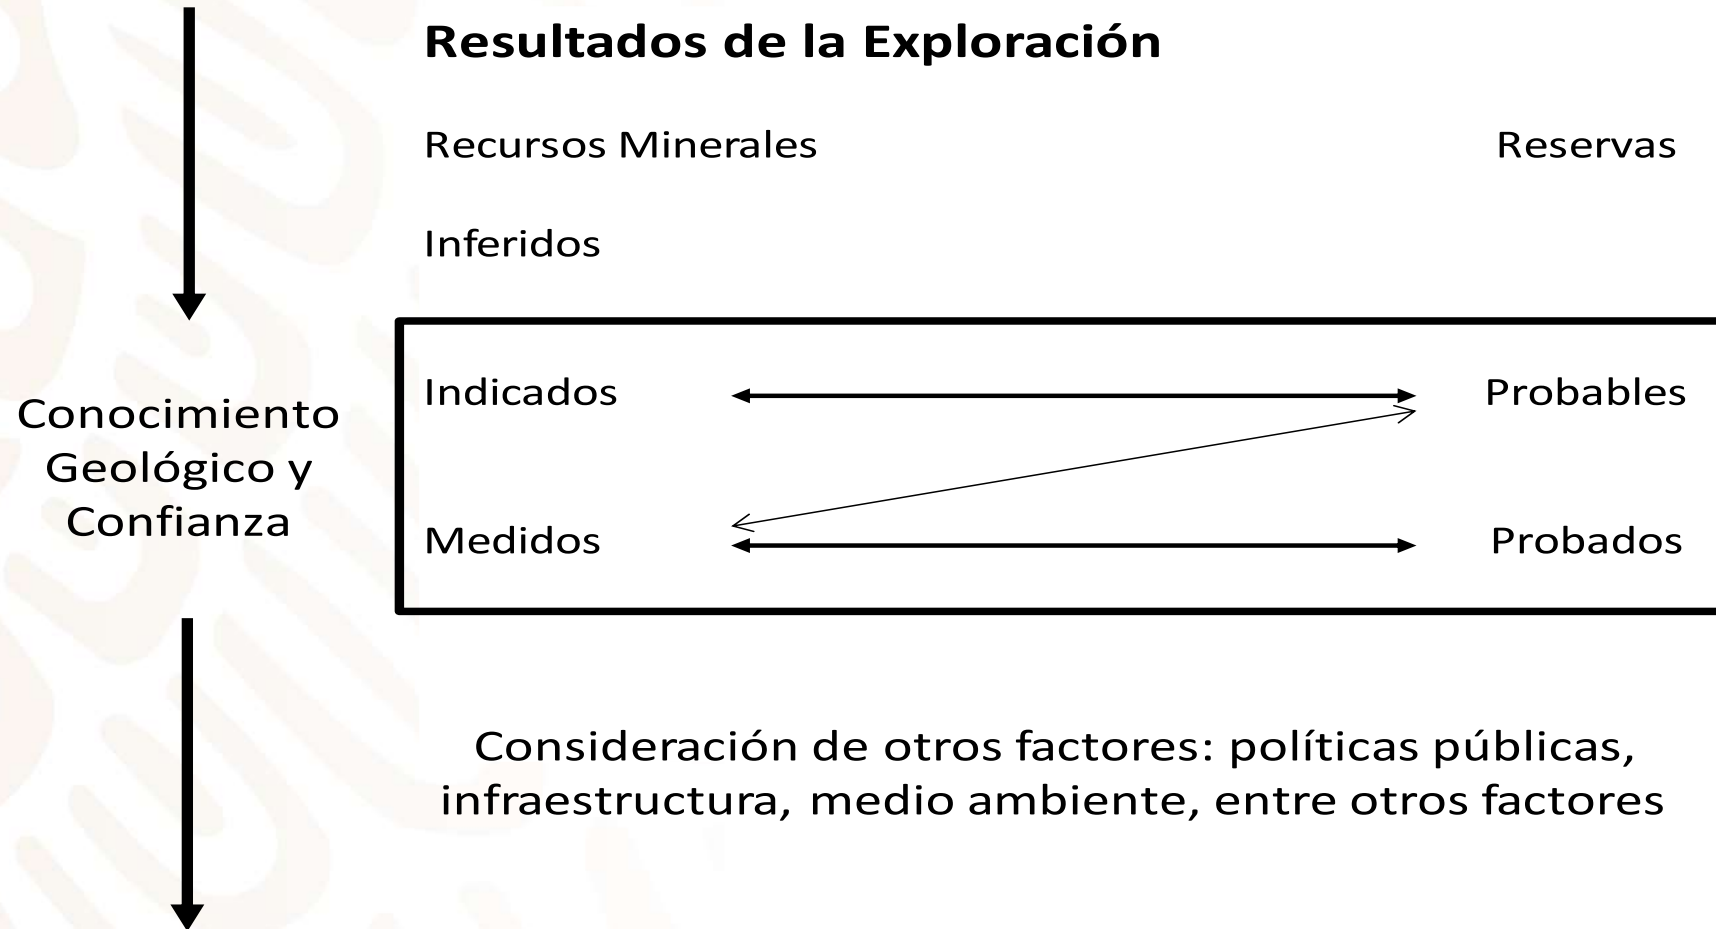 Resultados de la Exploración
Recursos Minerales
Reservas
Inferidos
Conocimiento
Geológico y
Confianza
Indicados
Probables
Medidos
Probados
Consideración de otros factores: políticas públicas,
infraestructura, medio ambiente, entre otros factores